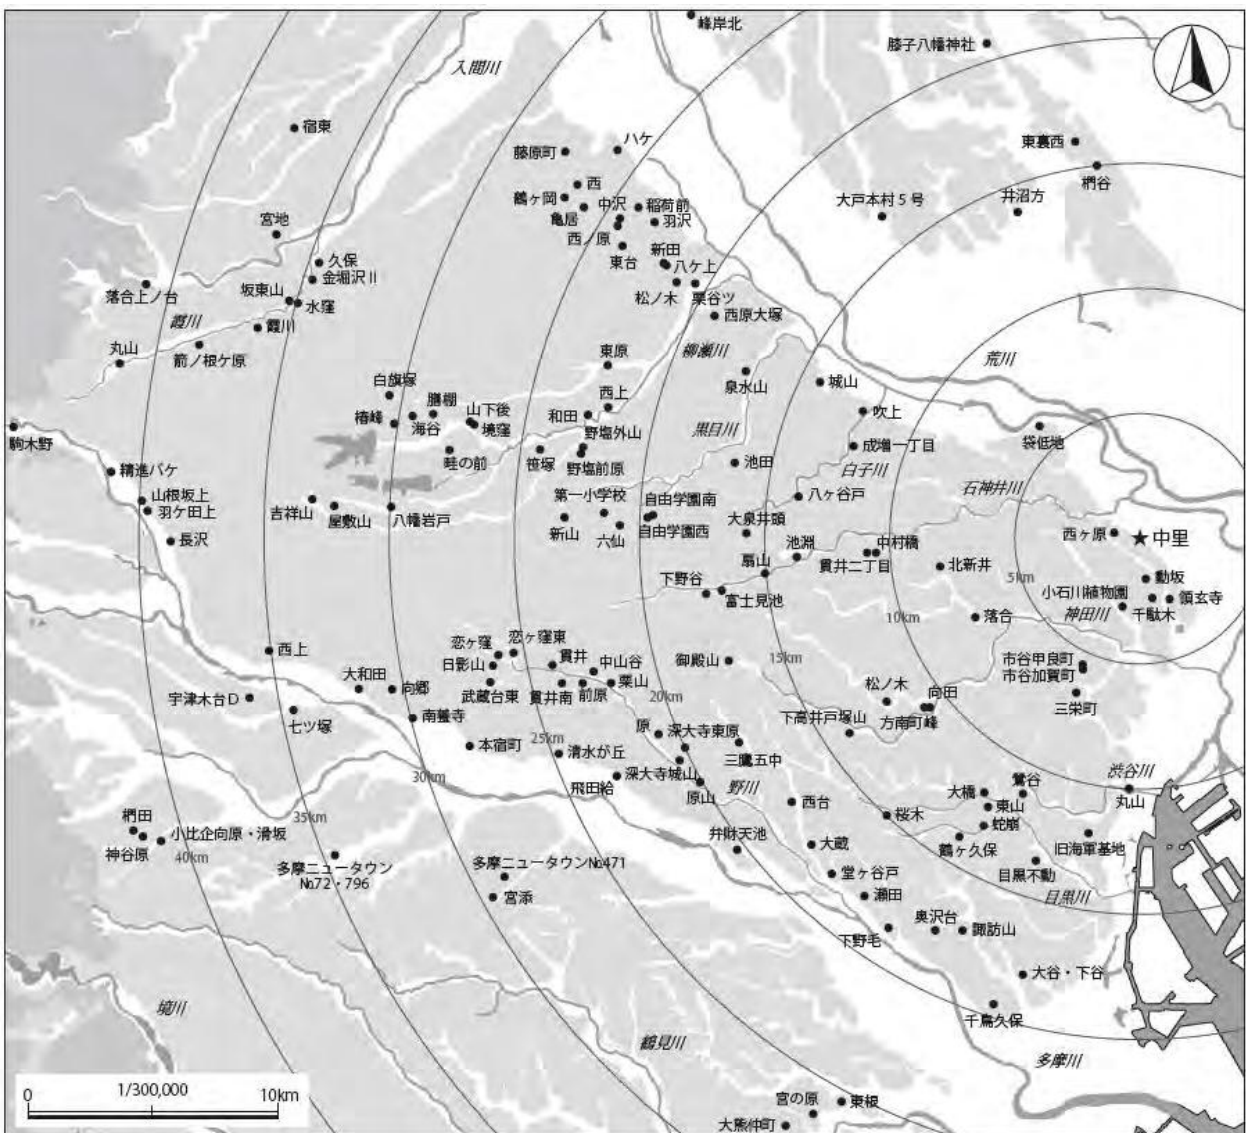 峰岸北
膝子八幡神社
入間川
宿東
ハケ
藤原町
東裏西
椚谷
西
鶴ヶ岡
中沢
稲荷前
大戸本村５号
井沼方
亀居
羽沢
宮地
西ノ原
新田
久保
東台
八ケ上
金堀沢Ⅱ
落合上ノ台
坂東山
水窪
松ノ木
栗谷ツ
霞川
霞川
西原大塚
丸山
箭ノ根ケ原
東原
柳瀬川
荒川
白旗塚
泉水山
城山
膳棚
山下後
西上
椿峰
海谷
境窪
和田
吹上
駒木野
野塩外山
黒目川
袋低地
成増一丁目
畦の前
笹塚
野塩前原
池田
白子川
精進バケ
山根坂上
第一小学校
自由学園南
八ヶ谷戸
石神井川
羽ケ田上
吉祥山
屋敷山
八幡岩戸
新山
六仙
自由学園西
大泉井頭
西ヶ原
★中里
長沢
池淵
中村橋
扇山
貫井二丁目
北新井
5km
動坂
下野谷
小石川植物園
領玄寺
富士見池
10km
落合
神田川
千駄木
西上
恋ヶ窪
恋ヶ窪東
貫井
中山谷
御殿山
15km
市谷甲良町
市谷加賀町
日影山
大和田
向郷
武蔵台東
貫井南
前原
栗山
20km
松ノ木
向田
三栄町
宇津木台Ｄ
七ツ塚
南養寺
原
深大寺東原
下高井戸塚山
方南町峰
本宿町
25km
清水が丘
三鷹五中
渋谷川
30km
飛田給
深大寺城山
原山
野川
大橋
鶯谷
丸山
西台
東山
35km
桜木
蛇崩
椚田
小比企向原・滑坂
神谷原
40km
弁財天池
大蔵
鶴ヶ久保
旧海軍基地
多摩ニュータウン
№72・796
多摩ニュータウン№471
堂ヶ谷戸
目黒不動
宮添
瀬田
目黒川
下野毛
奥沢台
諏訪山
大谷・下谷
境川
千鳥久保
鶴見川
多摩川
0
1/300,000
10km
宮の原
東根
大熊仲町